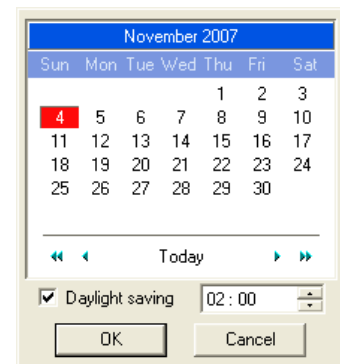 November 2007
Sun Mon Tue Wed Thu Fri Sat
1 2 3
4 5 6 7 8 9 10
11 12 13 14 15 16 17
18 19 20 21 22 23 24
25 26 27 28 29 30
Today
Daylight saving 02 : 00
OK Cancel